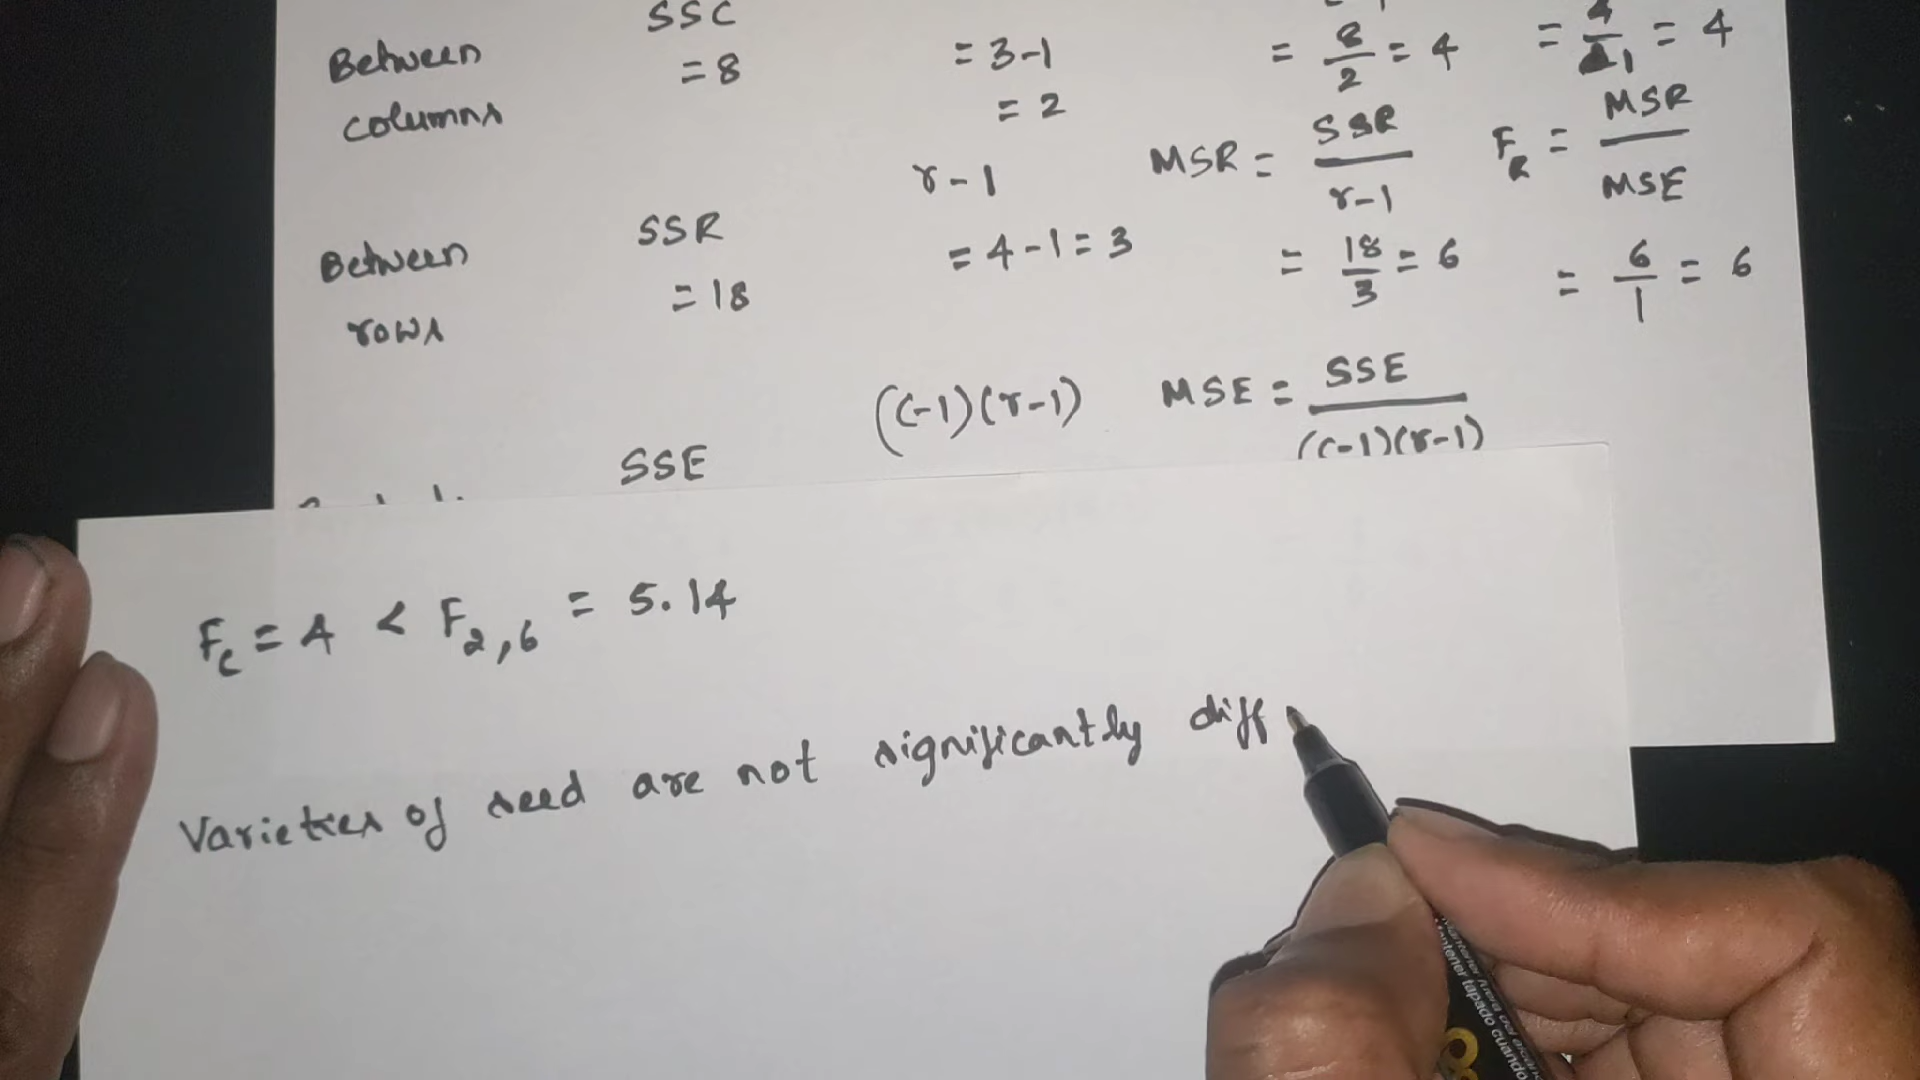 SSC
Between = 8 = 3-1 = 8/2 = 4 = 4/1 = 4
columns = 2
r-1 MSR = SSR/r-1 F_R = MSR/MSE
Between SSR = 4-1 = 3 = 18/3 = 6 = 6/1 = 6
rows = 18
(c-1)(r-1) MSE = SSE/(c-1)(r-1)
SSE
F_c = 4 < F_2,6 = 5.14
Varieties of seed are not significantly diff